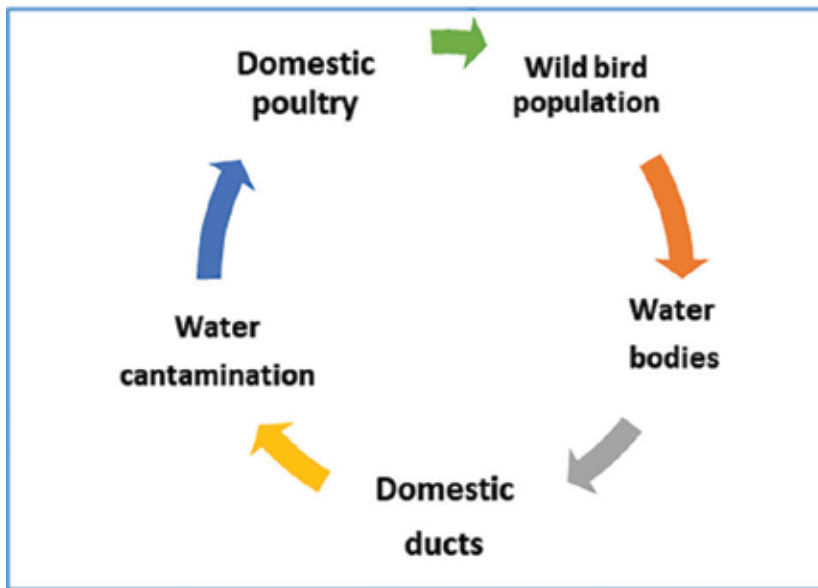 Domestic
poultry
Wild bird
population
Water
bodies
Domestic
ducts
Water
cantamination